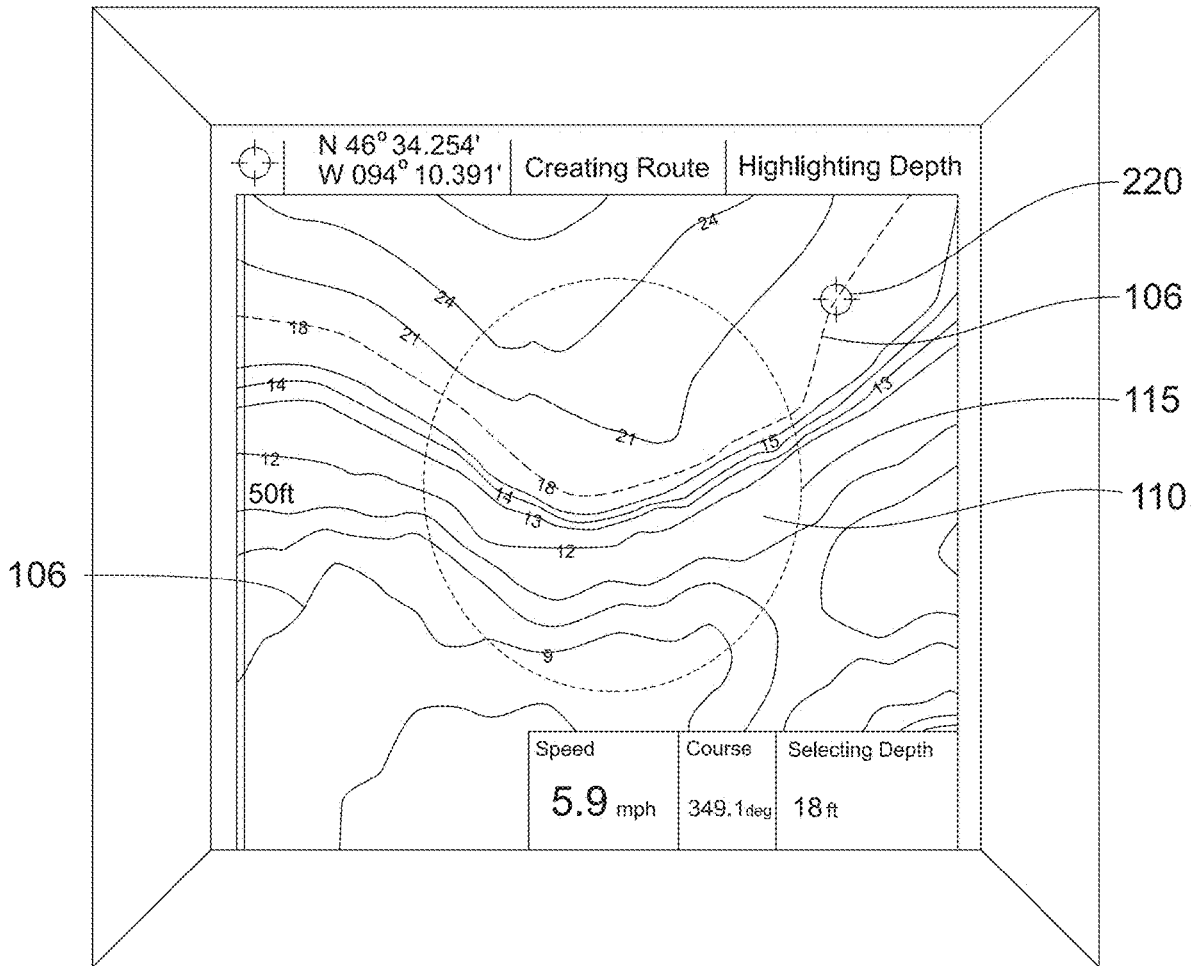 N 46° 34.254'
W 094° 10.391'
Creating Route
Highlighting Depth
220
24
24
106
18
21
14
13
115
21
15
12
18
50ft
14
110
13
12
106
9
Speed
Course
Selecting Depth
5.9 mph
349.1deg
18 ft